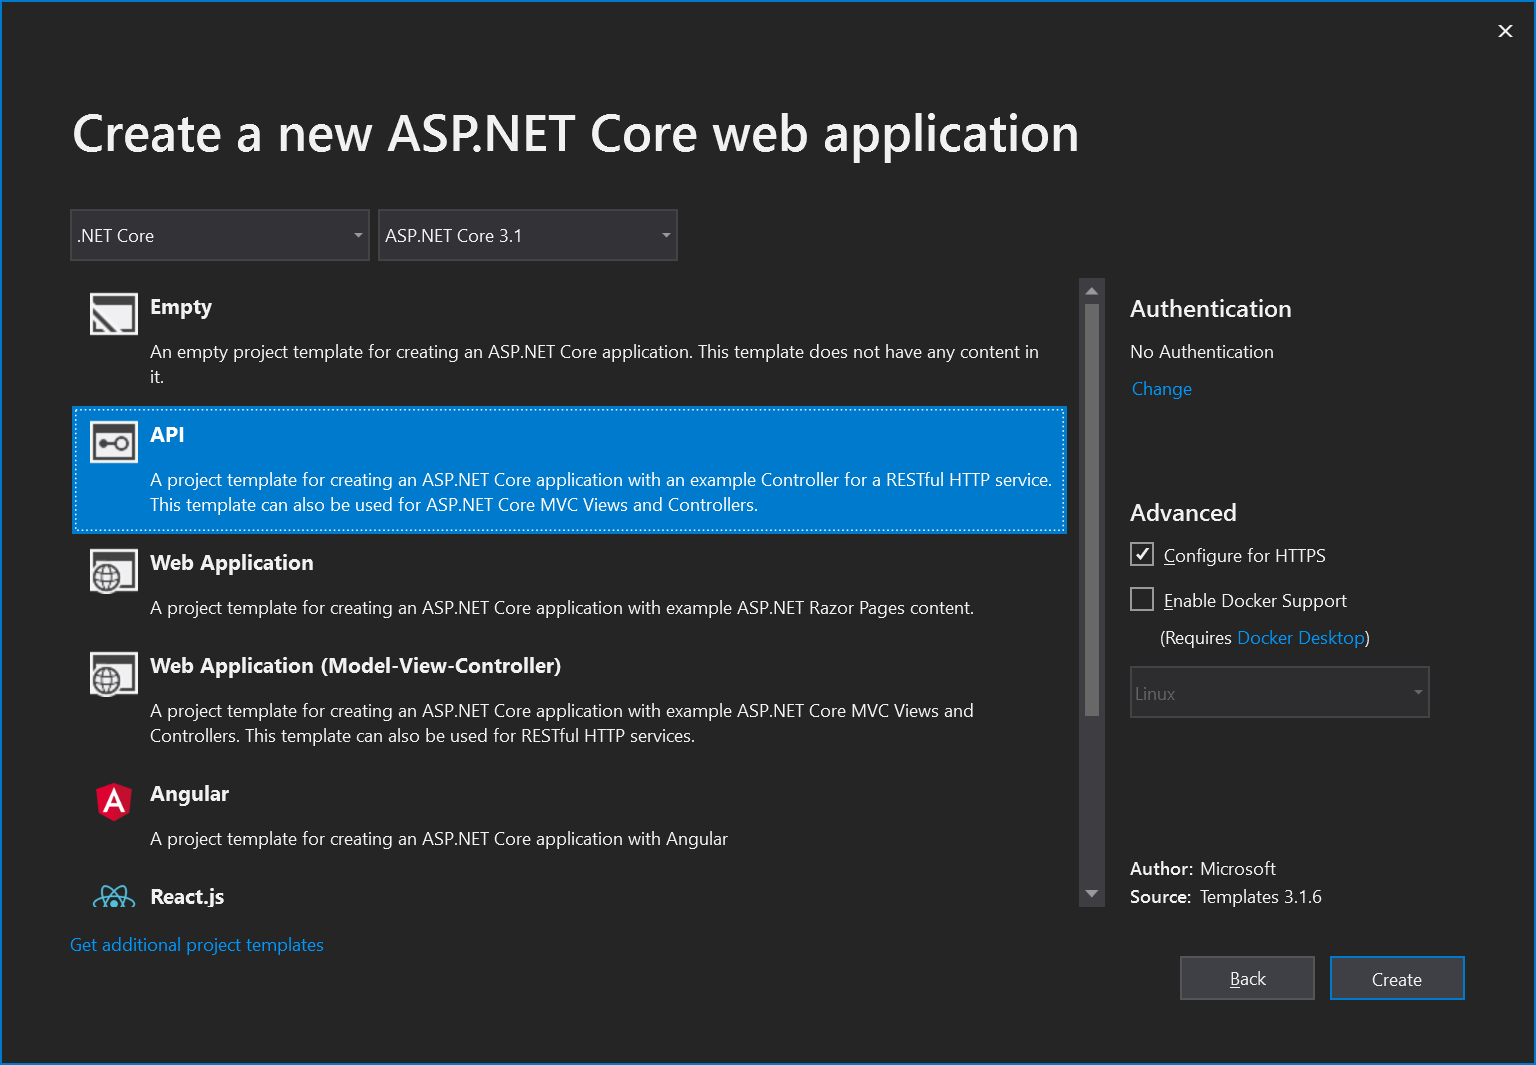 Create a new ASP.NET Core web application
.NET Core
ASP.NET Core 3.1
Empty
An empty project template for creating an ASP.NET Core application. This template does not have any content in
it.
API
A project template for creating an ASP.NET Core application with an example Controller for a RESTful HTTP service.
This template can also be used for ASP.NET Core MVC Views and Controllers.
Web Application
A project template for creating an ASP.NET Core application with example ASP.NET Razor Pages content.
Web Application (Model-View-Controller)
A project template for creating an ASP.NET Core application with example ASP.NET Core MVC Views and
Controllers. This template can also be used for RESTful HTTP services.
Angular
A project template for creating an ASP.NET Core application with Angular
React.js
Get additional project templates
Authentication
No Authentication
Change
Advanced
Configure for HTTPS
Enable Docker Support
(Requires Docker Desktop)
Linux
Author: Microsoft
Source: Templates 3.1.6
Back
Create